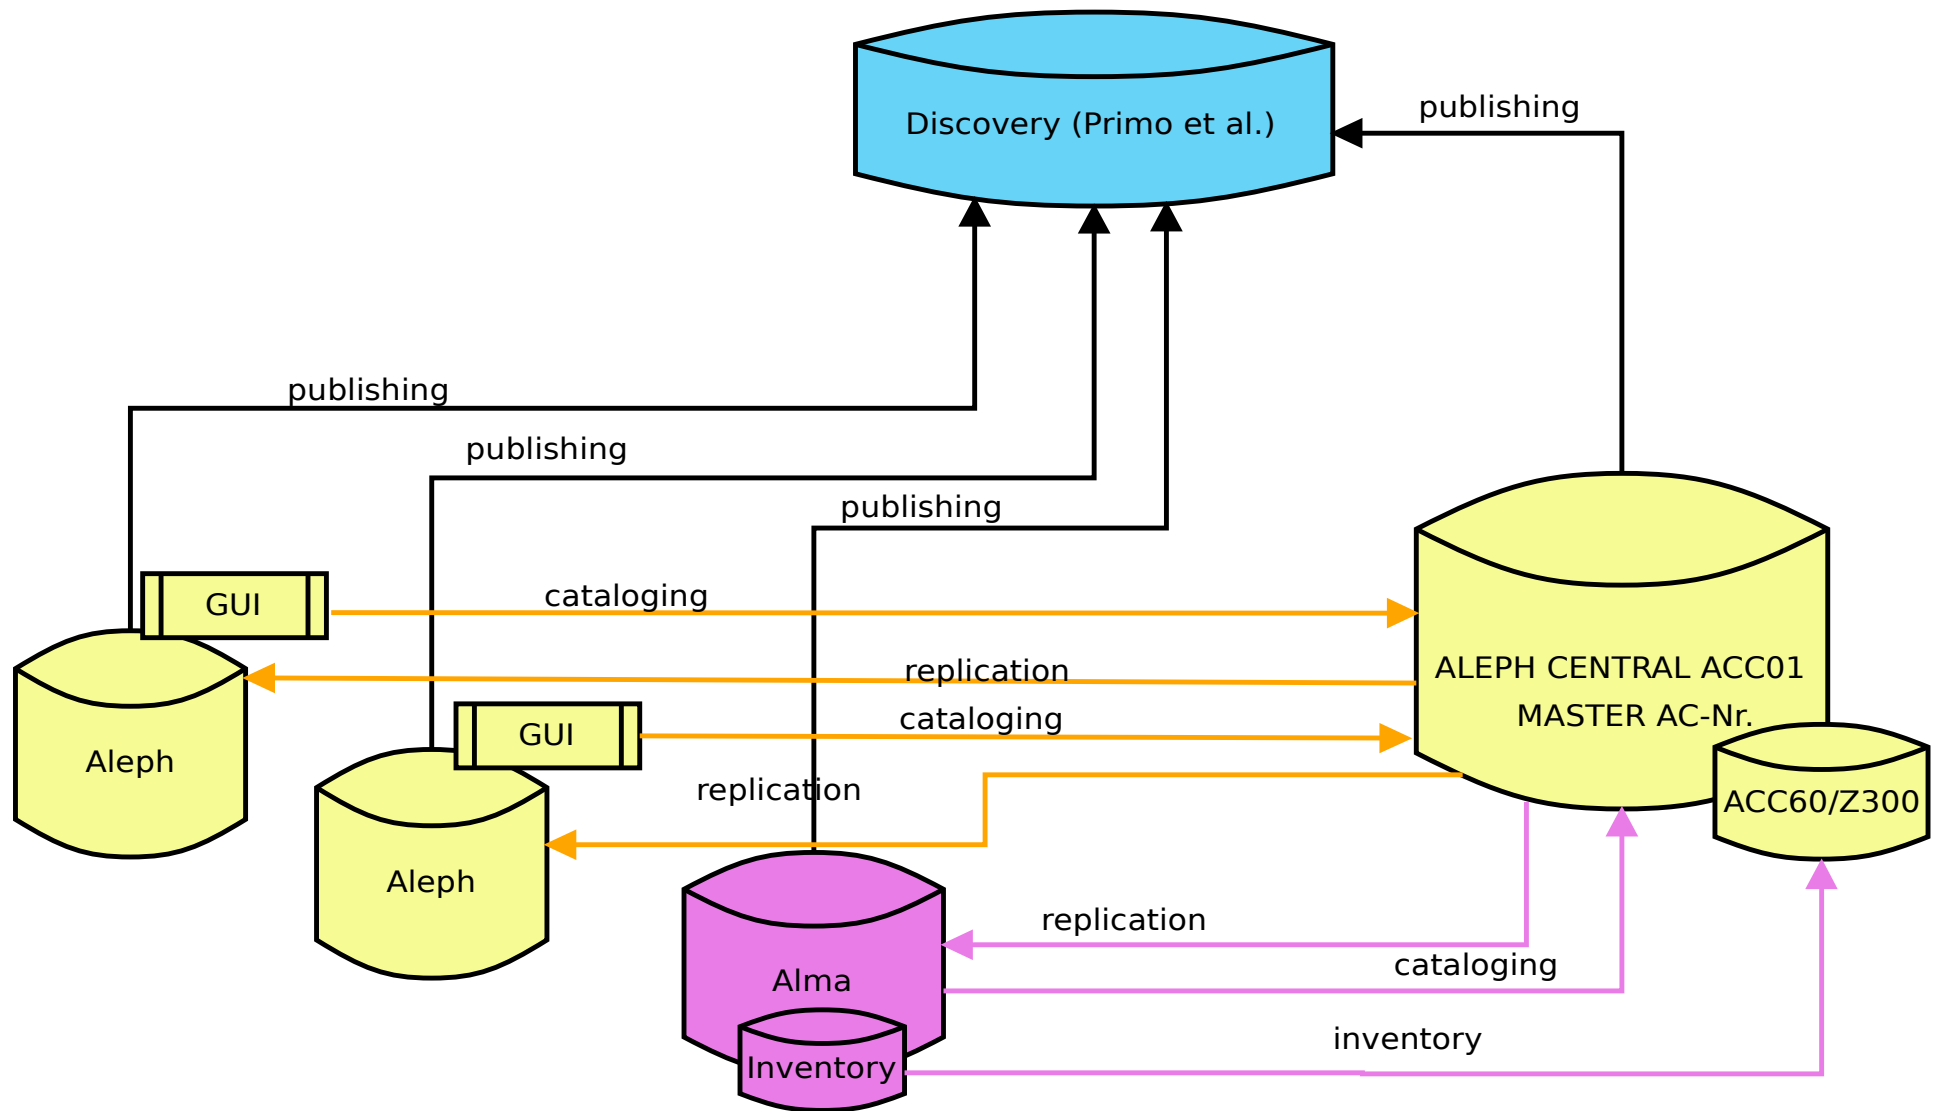 Discovery (Primo et al.)
publishing
publishing
publishing
publishing
GUI
cataloging
replication
ALEPH CENTRAL ACC01
MASTER AC-Nr.
cataloging
GUI
Aleph
replication
ACC60/Z300
Aleph
replication
cataloging
Alma
inventory
Inventory